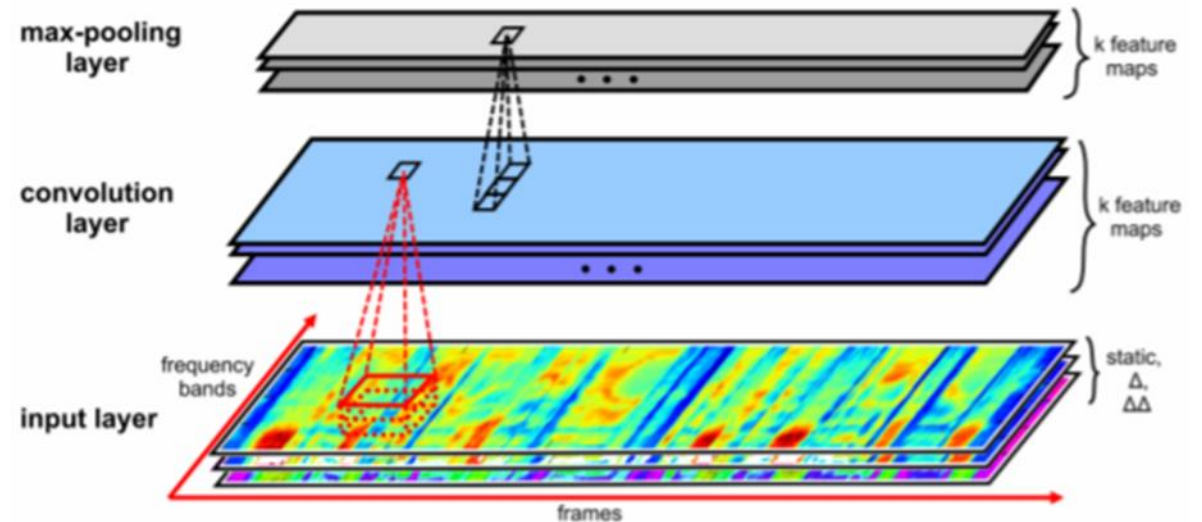 max-pooling
layer
k feature
maps
• • •
convolution
layer
k feature
maps
• • •
frequency
bands
static,
Δ,
ΔΔ
input layer
frames